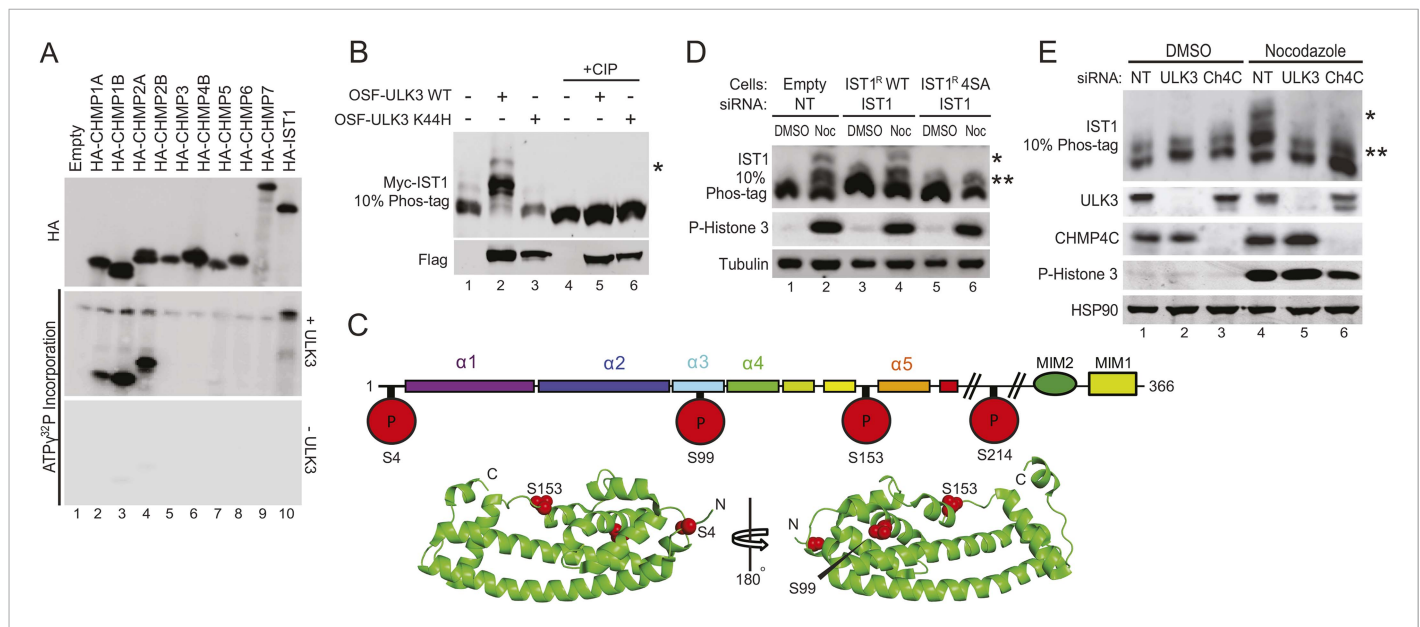 A
Empty
HA-CHMP1A
HA-CHMP1B
HA-CHMP2A
HA-CHMP2B
HA-CHMP3
HA-CHMP4B
HA-CHMP5
HA-CHMP6
HA-CHMP7
HA-IST1
HA
ATPγ³²P Incorporation
+ ULK3
- ULK3
1 2 3 4 5 6 7 8 9 10
B
+CIP
OSF-ULK3 WT - + - - + -
OSF-ULK3 K44H - - + - - +
Myc-IST1
10% Phos-tag
*
Flag
1 2 3 4 5 6
D
Cells: Empty IST1ᴿ WT IST1ᴿ 4SA
siRNA: NT IST1 IST1
DMSO Noc DMSO Noc DMSO Noc
IST1
10%
Phos-tag
*
**
P-Histone 3
Tubulin
1 2 3 4 5 6
E
DMSO Nocodazole
siRNA: NT ULK3 Ch4C NT ULK3 Ch4C
IST1
10% Phos-tag
*
**
ULK3
CHMP4C
P-Histone 3
HSP90
1 2 3 4 5 6
C
α1 α2 α3 α4 α5 MIM2 MIM1
1 366
P P P P
S4 S99 S153 S214
C S153 N S4
180°
N S153 C
S99